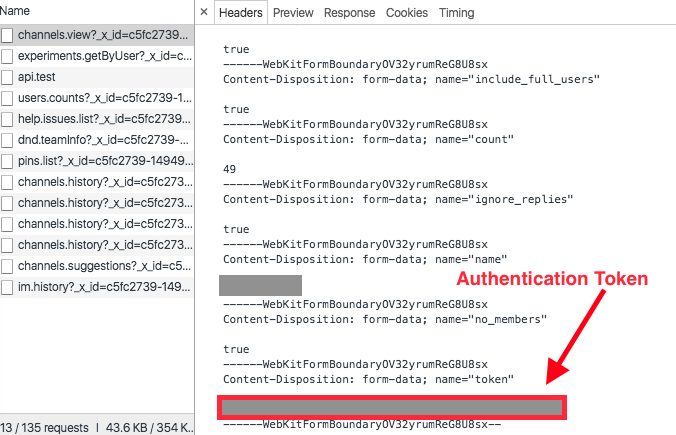 Name
channels.view?_x_id=c5fc2739...
experiments.getByUser?_x_id=c...
api.test
users.counts?_x_id=c5fc2739-1...
help.issues.list?_x_id=c5fc2739...
dnd.teamInfo?_x_id=c5fc2739-...
pins.list?_x_id=c5fc2739-14949...
channels.history?_x_id=c5fc273...
channels.history?_x_id=c5fc273...
channels.history?_x_id=c5fc273...
channels.history?_x_id=c5fc273...
channels.suggestions?_x_id=c5...
im.history?_x_id=c5fc2739-149...
13 / 135 requests | 43.6 KB / 354 K...
× Headers Preview Response Cookies Timing
true
------WebKitFormBoundaryOV32yrumReG8U8sx
Content-Disposition: form-data; name="include_full_users"
true
------WebKitFormBoundaryOV32yrumReG8U8sx
Content-Disposition: form-data; name="count"
49
------WebKitFormBoundaryOV32yrumReG8U8sx
Content-Disposition: form-data; name="ignore_replies"
true
------WebKitFormBoundaryOV32yrumReG8U8sx
Content-Disposition: form-data; name="name"
Authentication Token
------WebKitFormBoundaryOV32yrumReG8U8sx
Content-Disposition: form-data; name="no_members"
true
------WebKitFormBoundaryOV32yrumReG8U8sx
Content-Disposition: form-data; name="token"
------WebKitFormBoundaryOV32yrumReG8U8sx--